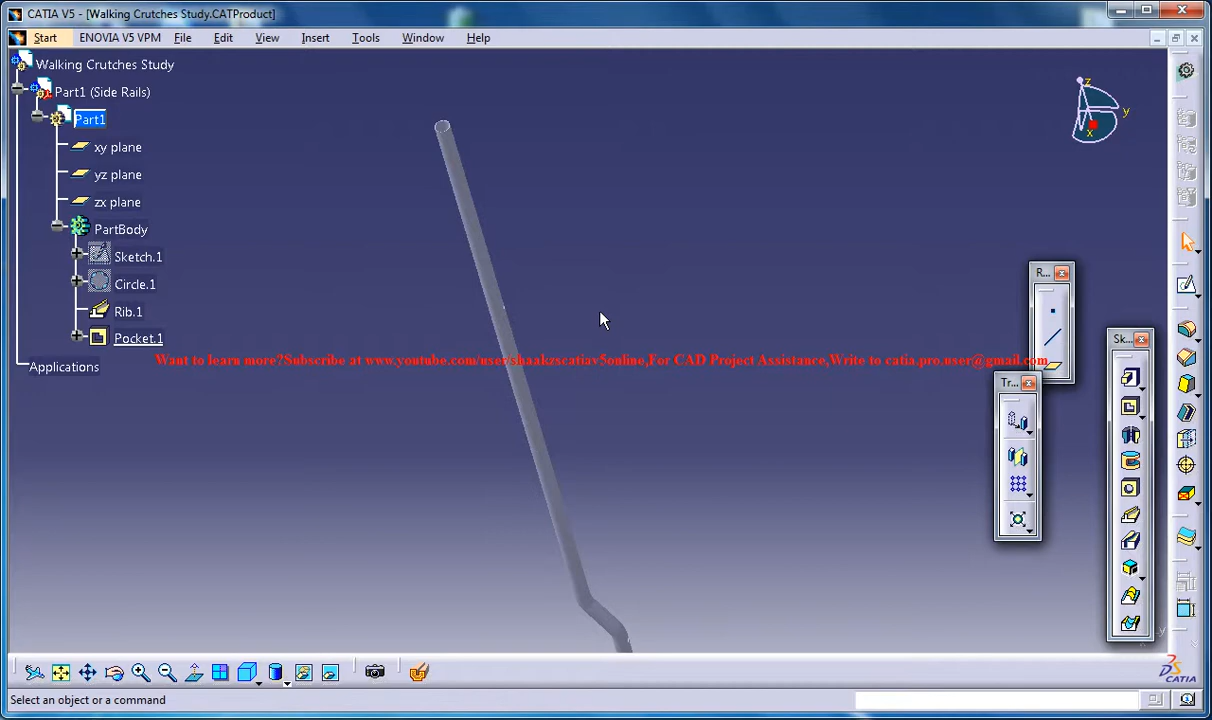 CATIA V5 - [Walking Crutches Study.CATProduct]
Start ENOVIA V5 VPM File Edit View Insert Tools Window Help
Walking Crutches Study
Part1 (Side Rails)
Part1
xy plane
yz plane
zx plane
PartBody
Sketch.1
Circle.1
Rib.1
Pocket.1
Applications
z
y
x
R...
Sk...
Tr...
Want to learn more?Subscribe at www.youtube.com/user/shaakzscatiav5online,For CAD Project Assistance,Write to catia.pro.user@gmail.com
Select an object or a command
CATIA